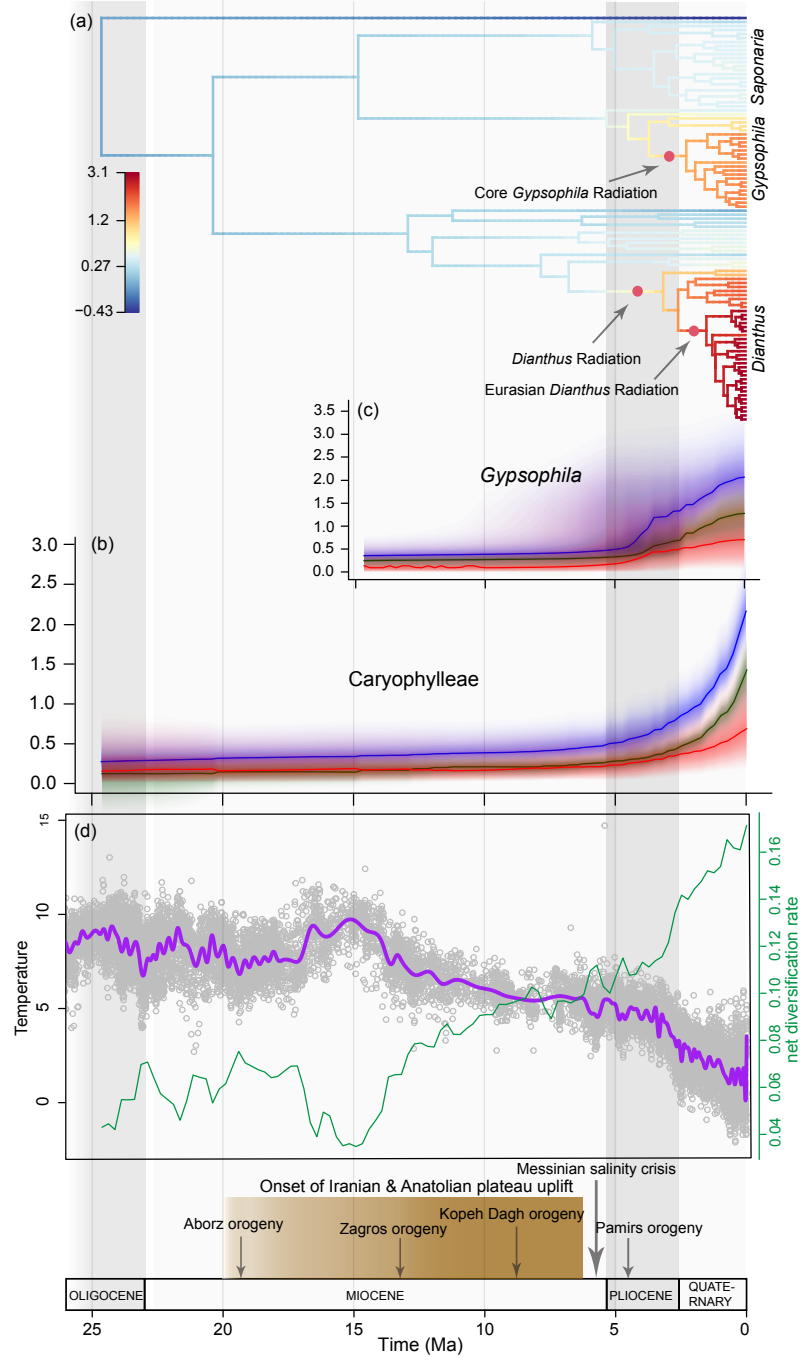 (a)
Saponaria
Gypsophila
3.1
1.2
0.27
−0.43
Core Gypsophila Radiation
Dianthus
Dianthus Radiation
Eurasian Dianthus Radiation
(c)
Gypsophila
3.5
3.0
2.5
2.0
1.5
1.0
0.5
0.0
(b)
Caryophylleae
3.0
2.5
2.0
1.5
1.0
0.5
0.0
(d)
15
10
5
0
Temperature
0.16
0.14
0.12
0.10
0.08
0.06
0.04
net diversification rate
Messinian salinity crisis
Onset of Iranian & Anatolian plateau uplift
Aborz orogeny
Zagros orogeny
Kopeh Dagh orogeny
Pamirs orogeny
OLIGOCENE
MIOCENE
PLIOCENE
QUATE-
RNARY
25 20 15 10 5 0
Time (Ma)